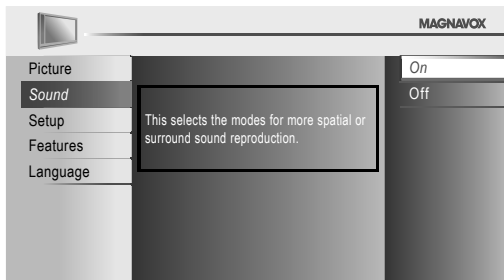 MAGNAVOX
Picture
Sound
Setup
Features
Language
This selects the modes for more spatial or
surround sound reproduction.
On
Off